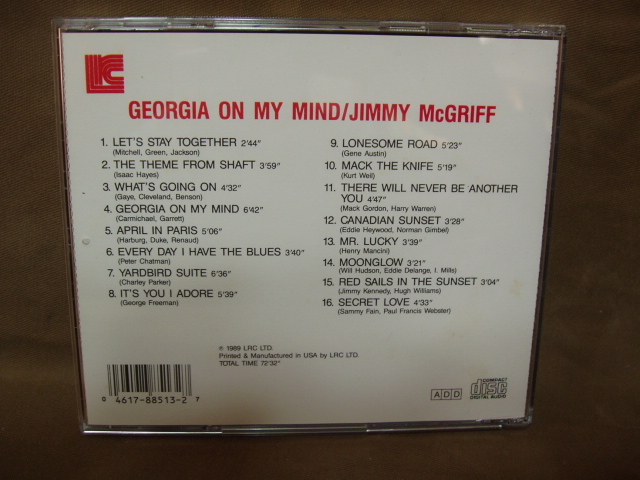 LRC
GEORGIA ON MY MIND/JIMMY McGRIFF
1. LET'S STAY TOGETHER 2'44"
(Mitchell, Green, Jackson)
2. THE THEME FROM SHAFT 3'59"
(Isaac Hayes)
3. WHAT'S GOING ON 4'32"
(Gaye, Cleveland, Benson)
4. GEORGIA ON MY MIND 6'42"
(Carmichael, Garrett)
5. APRIL IN PARIS 5'06"
(Harburg, Duke, Renaud)
6. EVERY DAY I HAVE THE BLUES 3'40"
(Peter Chatman)
7. YARDBIRD SUITE 6'36"
(Charley Parker)
8. IT'S YOU I ADORE 5'39"
(George Freeman)
9. LONESOME ROAD 5'23"
(Gene Austin)
10. MACK THE KNIFE 5'19"
(Kurt Weil)
11. THERE WILL NEVER BE ANOTHER
YOU 4'47"
(Mack Gordon, Harry Warren)
12. CANADIAN SUNSET 3'28"
(Eddie Heywood, Norman Gimbel)
13. MR. LUCKY 3'39"
(Henry Mancini)
14. MOONGLOW 3'21"
(Will Hudson, Eddie Delange, I. Mills)
15. RED SAILS IN THE SUNSET 3'04"
(Jimmy Kennedy, Hugh Williams)
16. SECRET LOVE 4'33"
(Sammy Fain, Paul Francis Webster)
℗ 1989 LRC LTD.
Printed & Manufactured in USA by LRC LTD.
TOTAL TIME 72'32"
0 4617-88513-2 7
ADD
COMPACT
disc
DIGITAL AUDIO